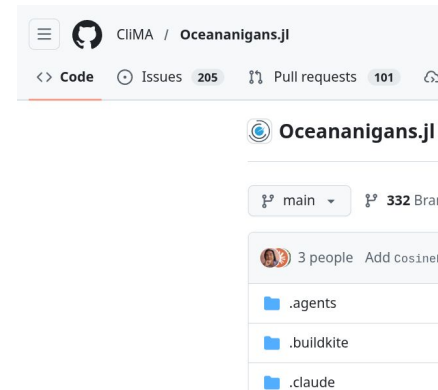 CliMA / Oceananigans.jl
Code Issues 205 Pull requests 101
Oceananigans.jl
main 332
3 people Add
.agents
.buildkite
.claude